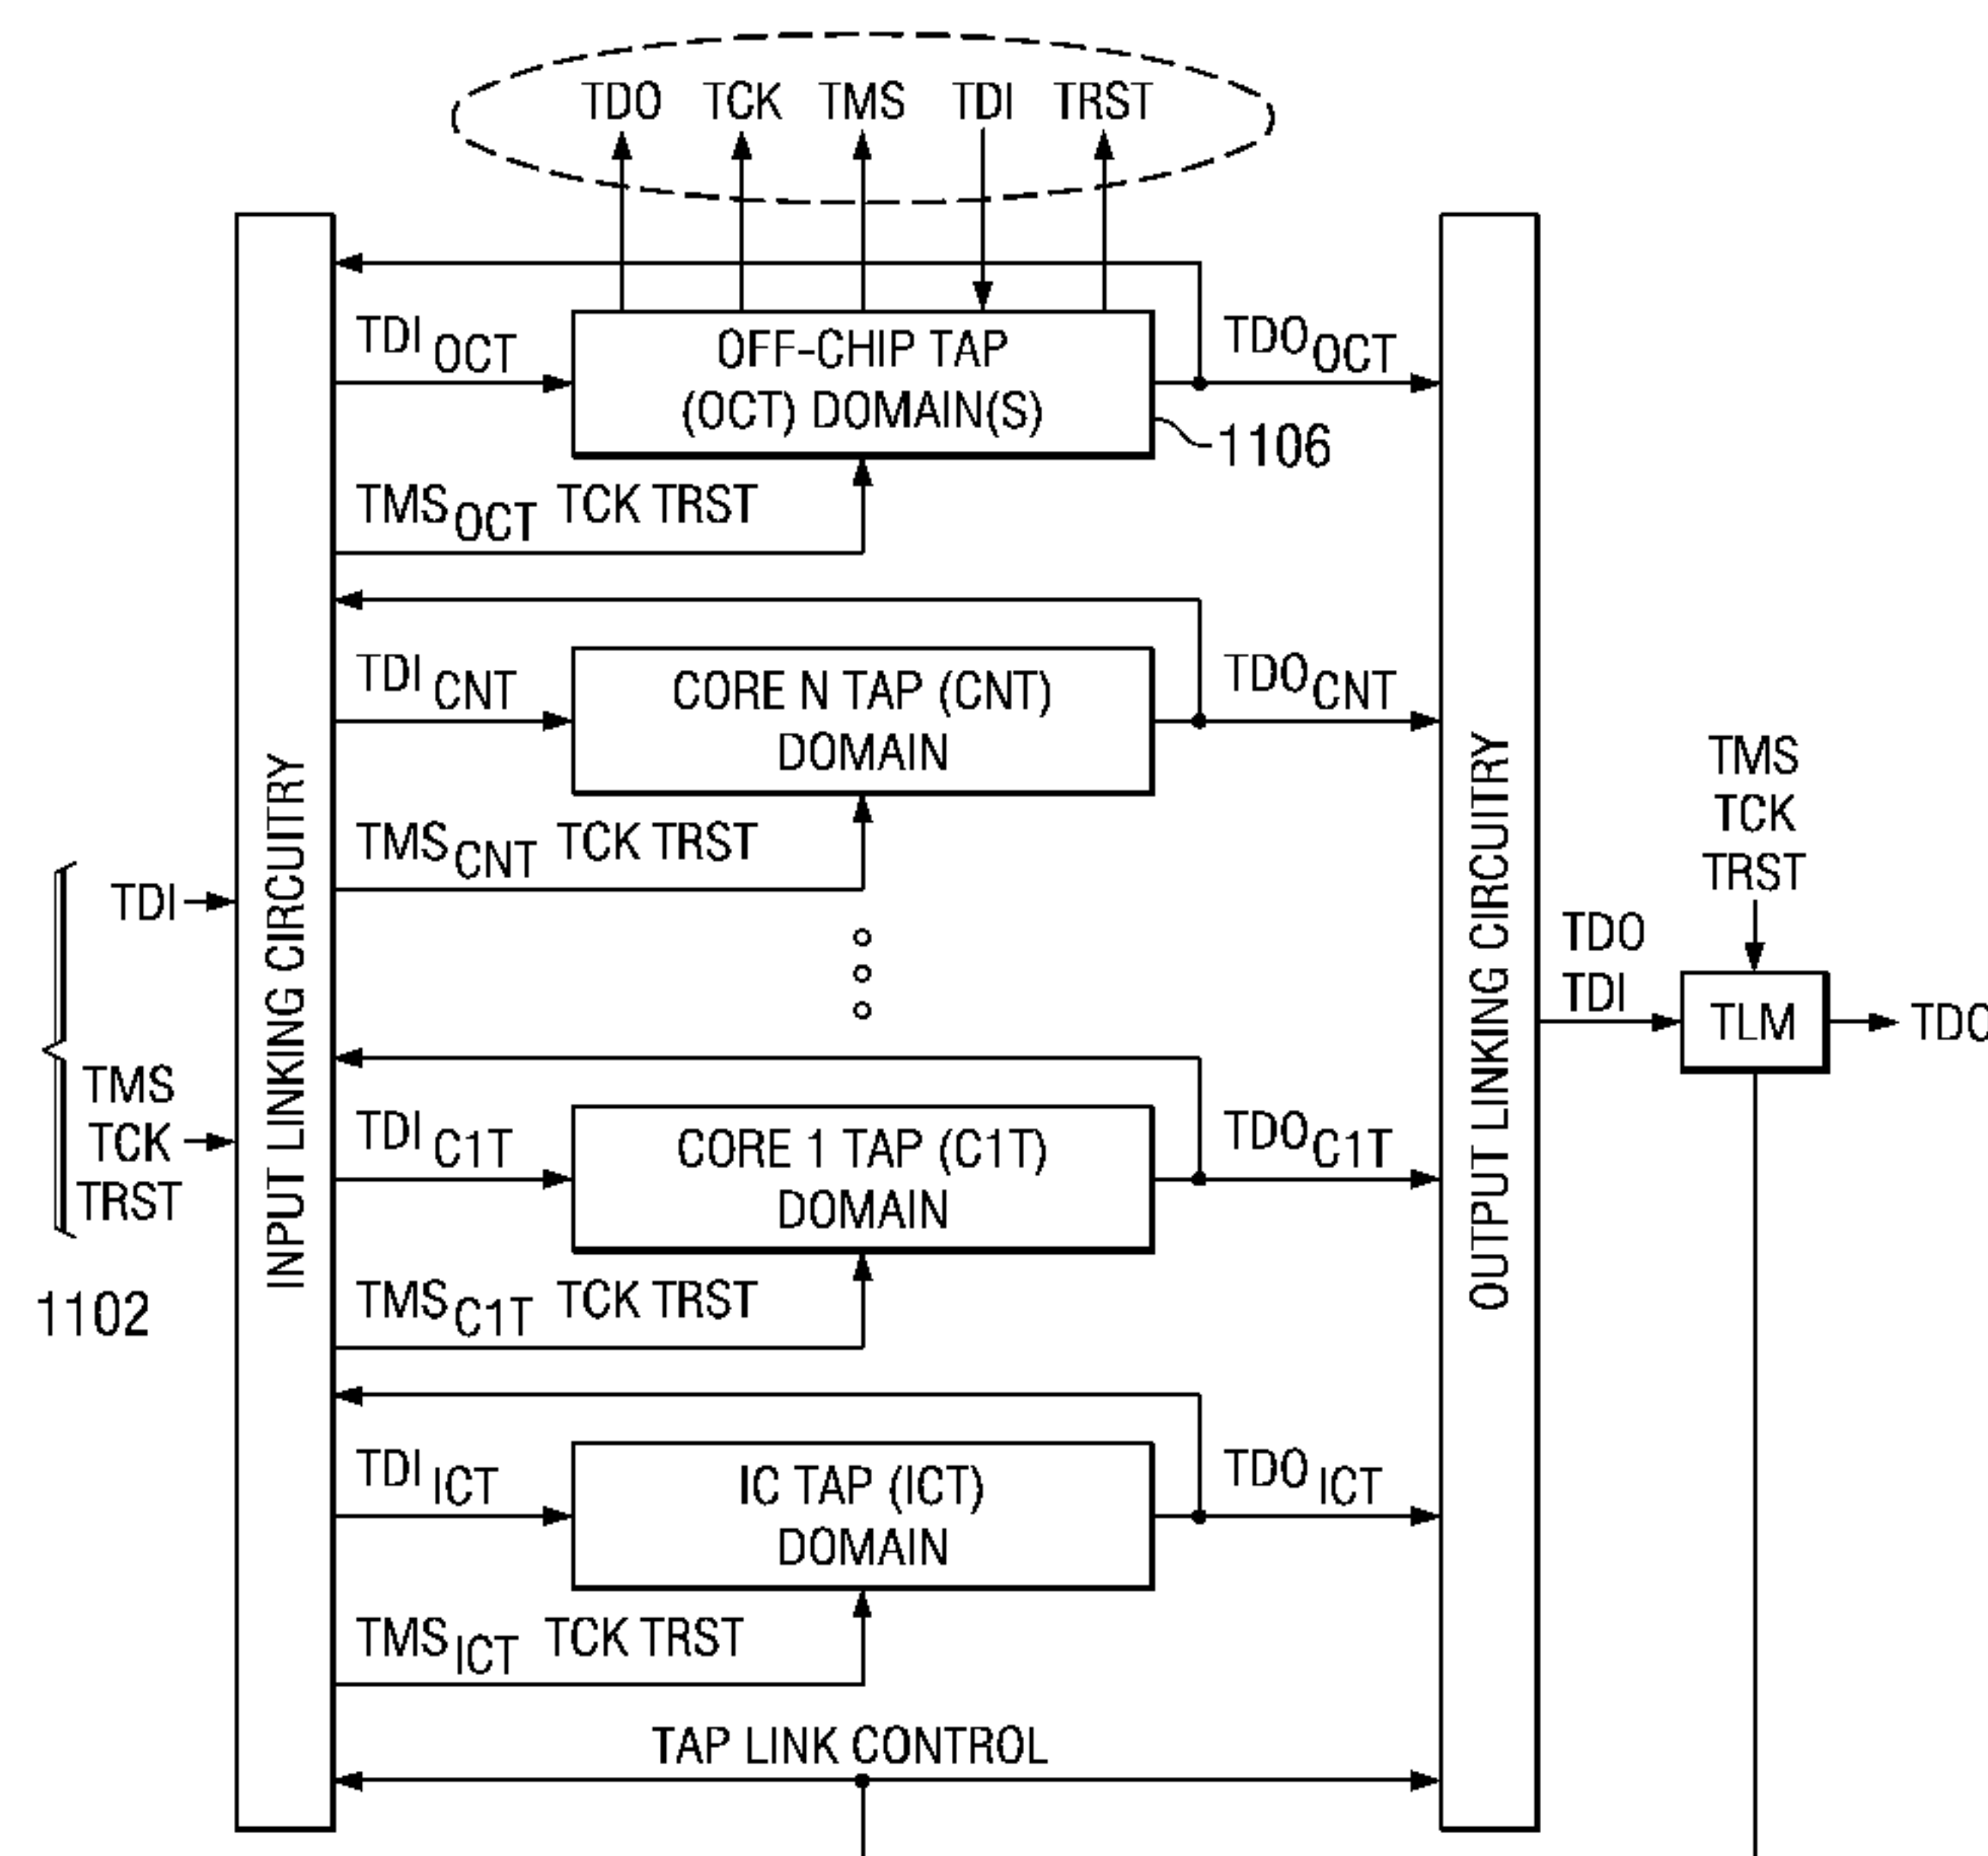 TDO TCK TMS TDI TRST
TDI OCT
OFF-CHIP TAP
(OCT) DOMAIN(S)
TDO OCT
1106
TMS OCT TCK TRST
TDI CNT
CORE N TAP (CNT)
DOMAIN
TDO CNT
TMS CNT TCK TRST
TDI
TMS
TCK
TRST
1102
INPUT LINKING CIRCUITRY
TDI C1T
CORE 1 TAP (C1T)
DOMAIN
TDO C1T
TMS C1T TCK TRST
TDI ICT
IC TAP (ICT)
DOMAIN
TDO ICT
TMS ICT TCK TRST
TAP LINK CONTROL
OUTPUT LINKING CIRCUITRY
TMS
TCK
TRST
TDO
TDI
TLM
TDO